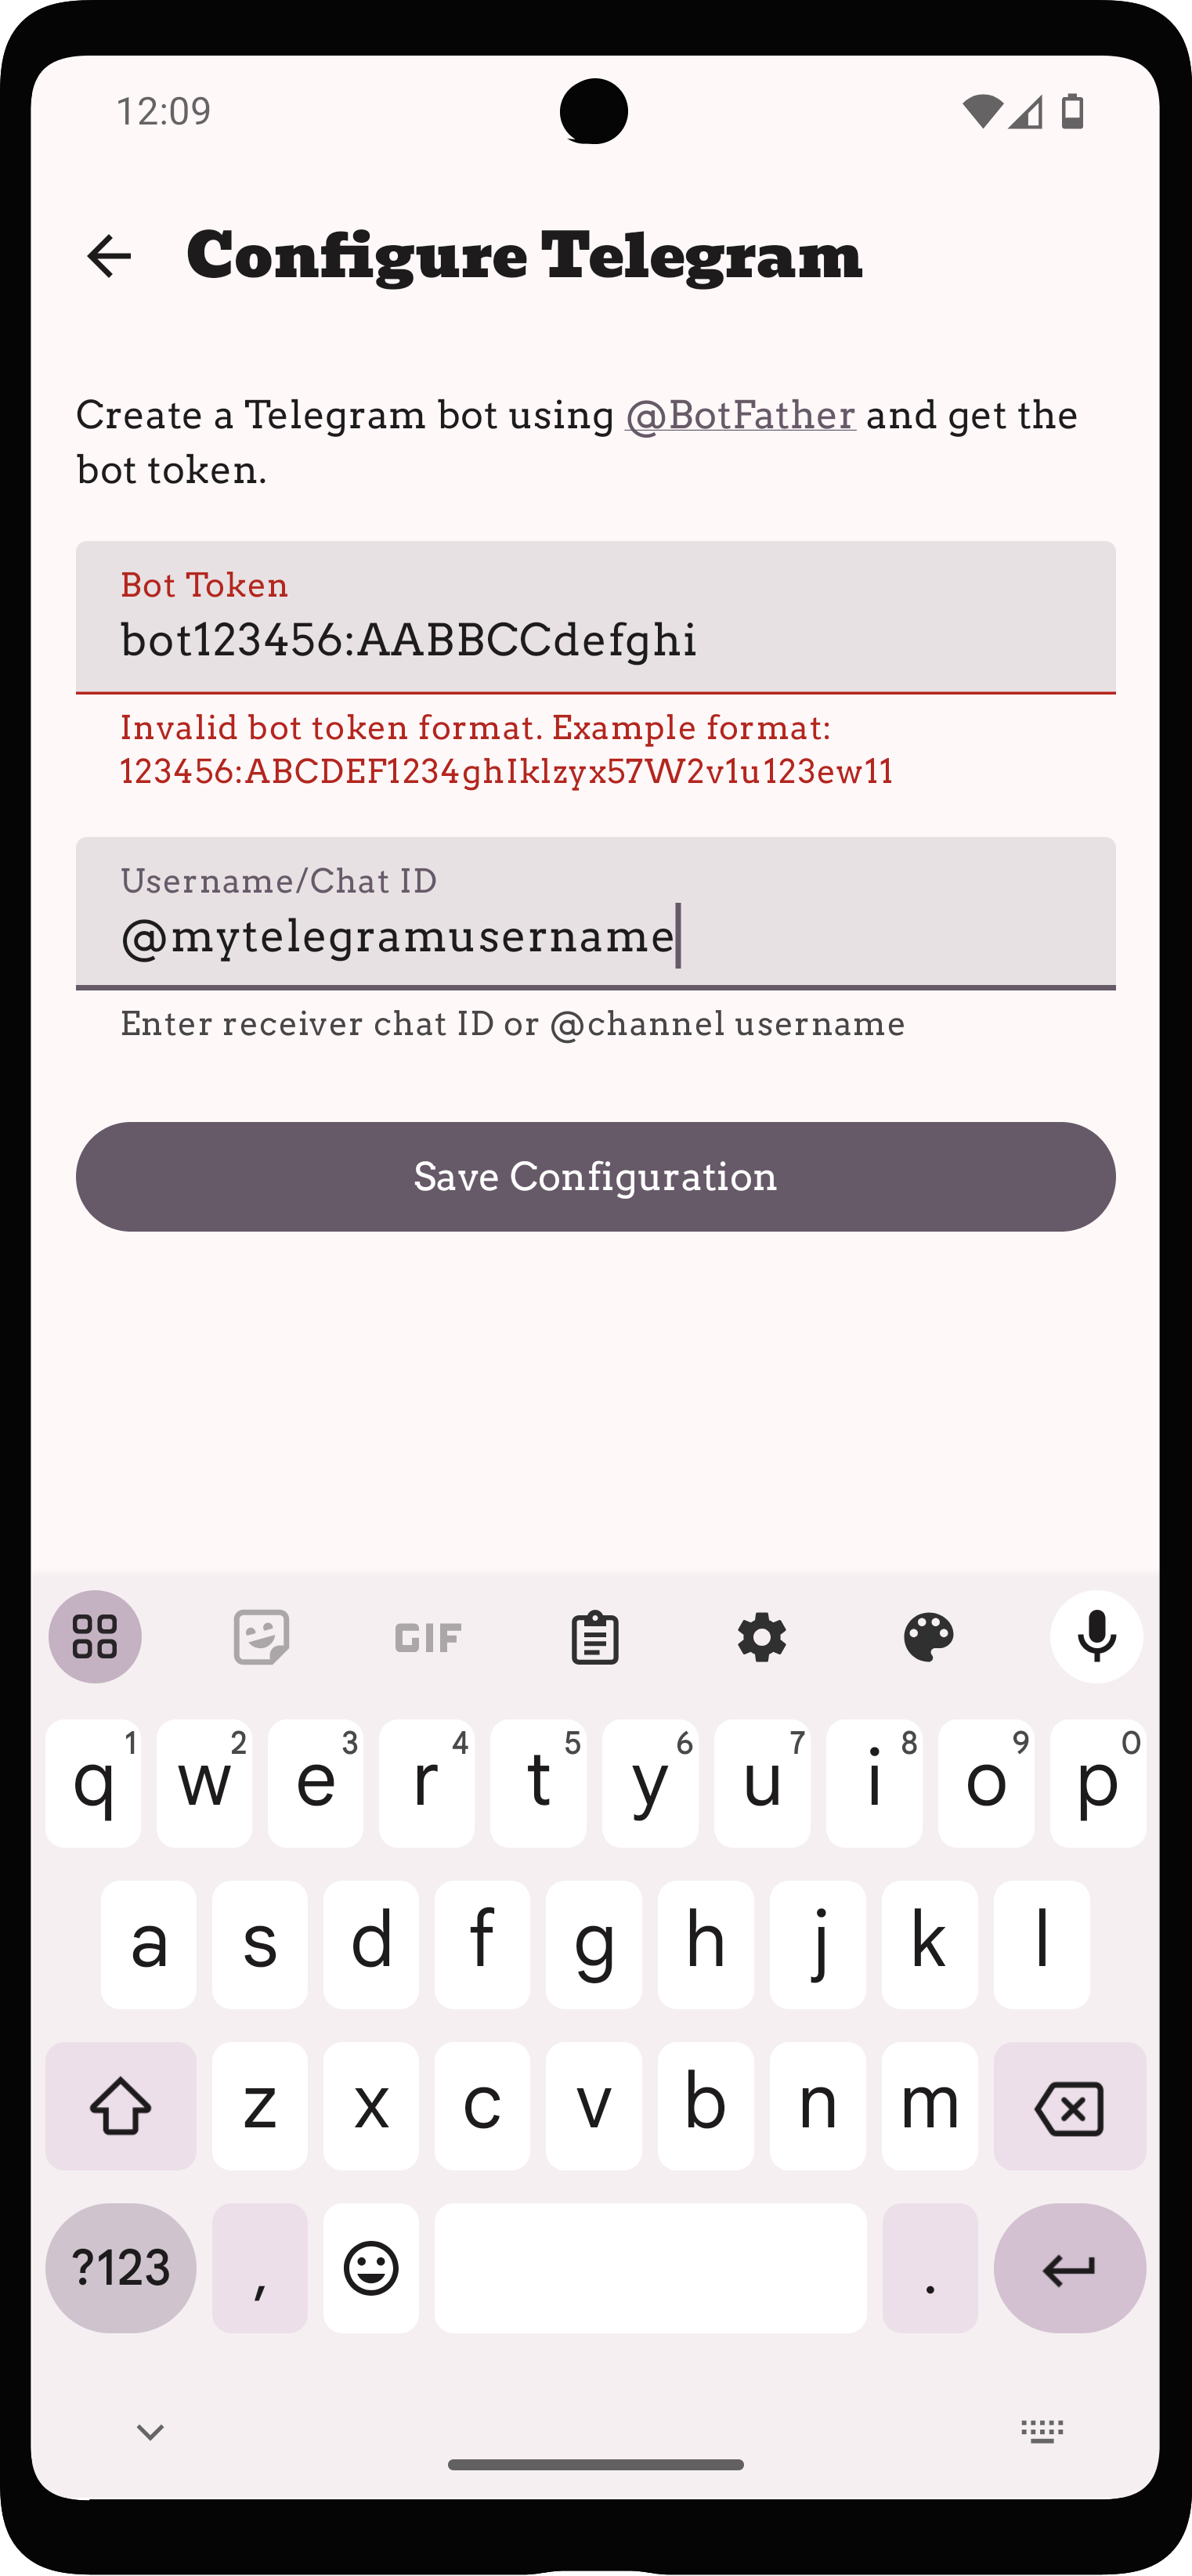 12:09
Configure Telegram
Create a Telegram bot using @BotFather and get the
bot token.
Bot Token
bot123456:AABBCCdefghi
Invalid bot token format. Example format:
123456:ABCDEF1234ghIklzyx57W2v1u123ew11
Username/Chat ID
@mytelegramusername
Enter receiver chat ID or @channel username
Save Configuration
GIF
q1 w2 e3 r4 t5 y6 u7 i8 o9 p0
a s d f g h j k l
z x c v b n m
?123 , .